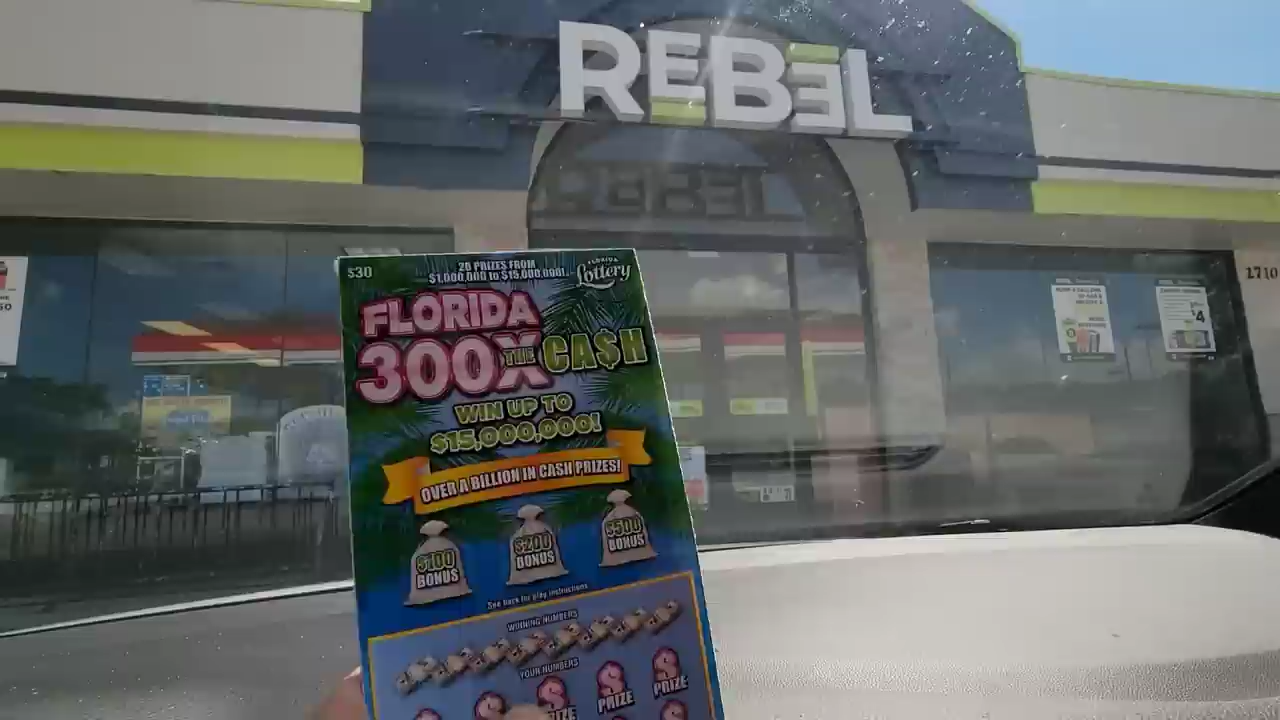 REBEL
$30
20 PRIZES FROM
$1,000,000 to $15,000,000!
FLORIDA
Lottery
FLORIDA
300X THE CA$H
WIN UP TO
$15,000,000!
OVER A BILLION IN CASH PRIZES!
$100
BONUS
$200
BONUS
$500
BONUS
See back for play instructions.
WINNING NUMBERS
YOUR NUMBERS
PRIZE
PRIZE
2710
$4